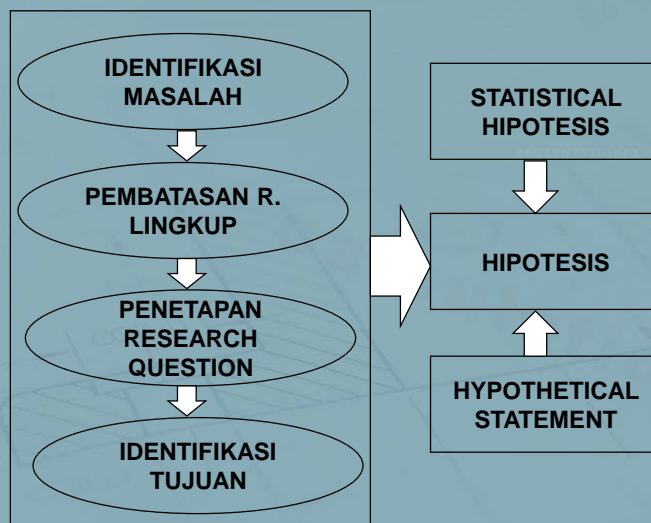 IDENTIFIKASI
MASALAH
PEMBATASAN R.
LINGKUP
PENETAPAN
RESEARCH
QUESTION
IDENTIFIKASI
TUJUAN
STATISTICAL
HIPOTESIS
HIPOTESIS
HYPOTHETICAL
STATEMENT